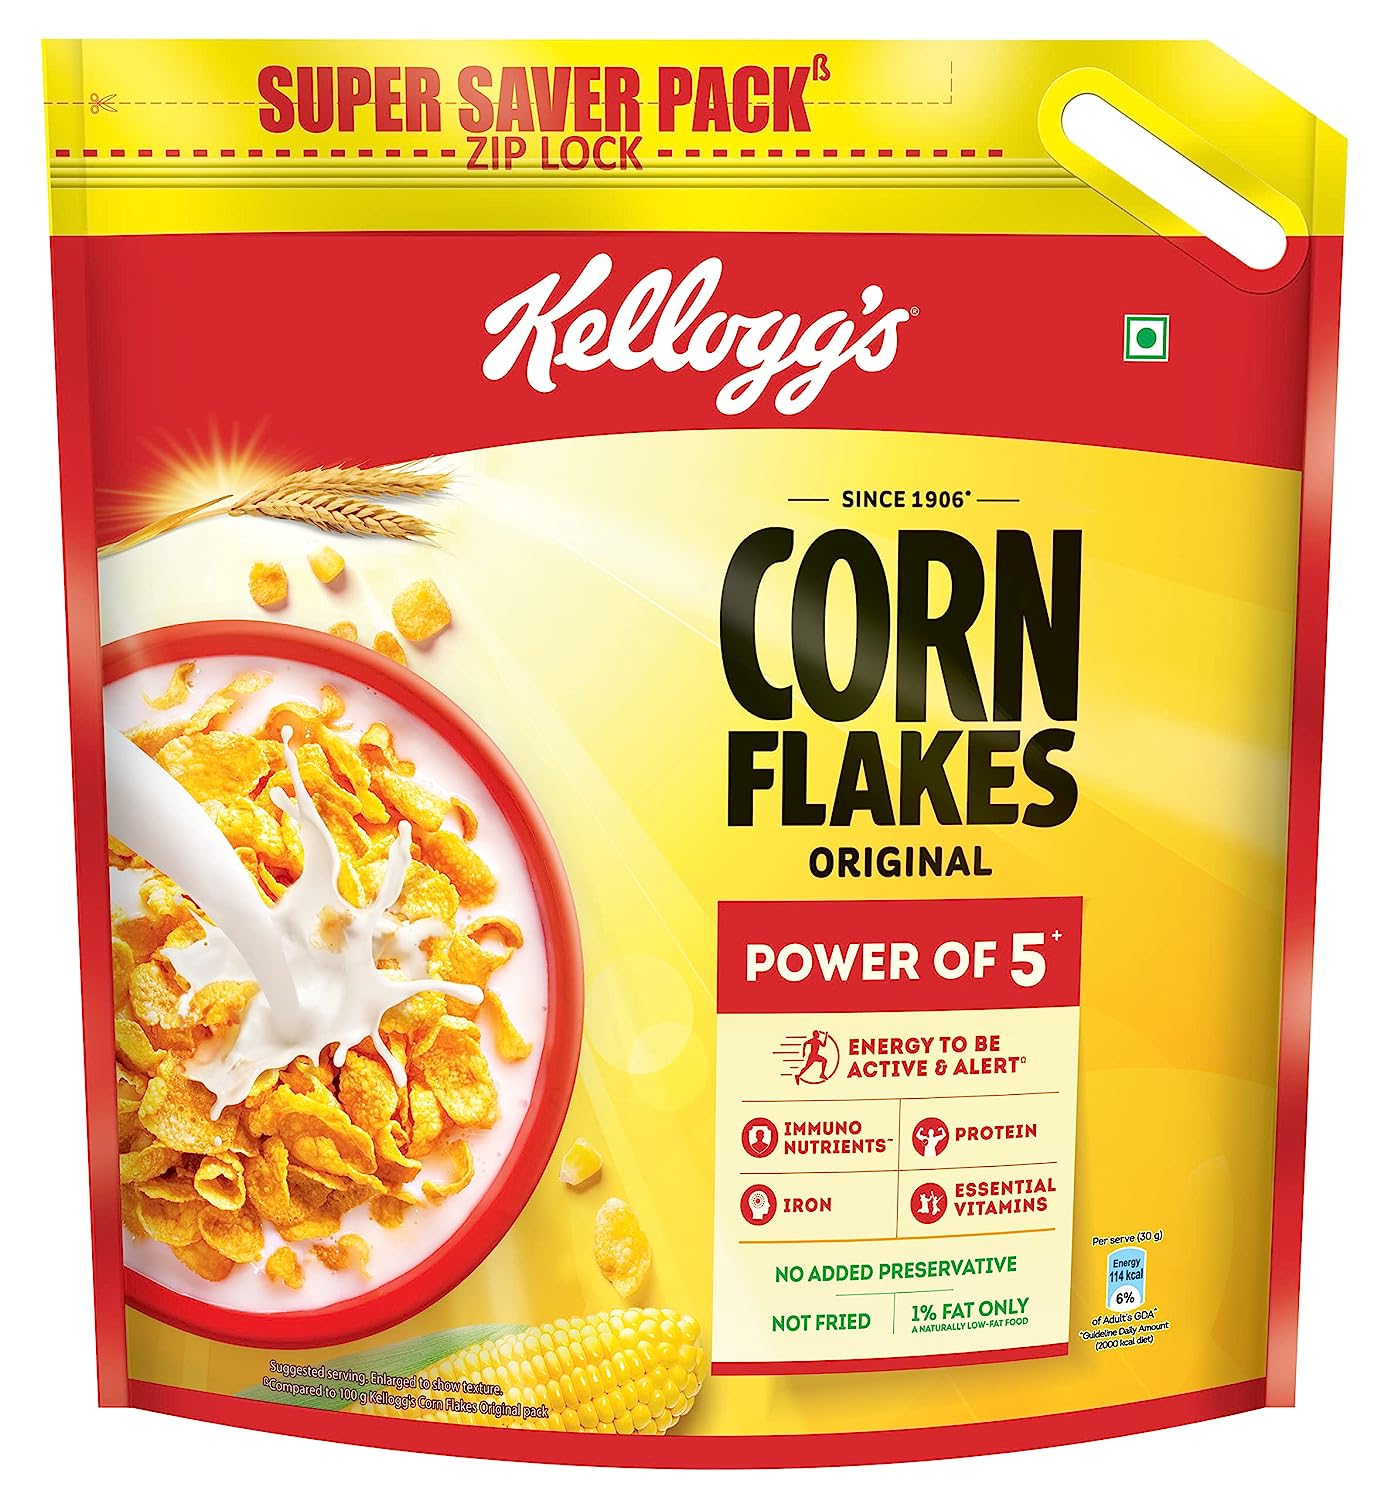 SUPER SAVER PACKß
ZIP LOCK
Kellogg's®
SINCE 1906*
CORN
FLAKES
ORIGINAL
POWER OF 5+
ENERGY TO BE
ACTIVE & ALERTΩ
IMMUNO
NUTRIENTS™
PROTEIN
IRON
ESSENTIAL
VITAMINS
NO ADDED PRESERVATIVE
NOT FRIED
1% FAT ONLY
A NATURALLY LOW-FAT FOOD
Per serve (30 g)
Energy
114 kcal
6%
of Adult's GDA^
^Guideline Daily Amount
(2000 kcal diet)
Suggested serving. Enlarged to show texture.
ßCompared to 100 g Kellogg's Corn Flakes Original pack